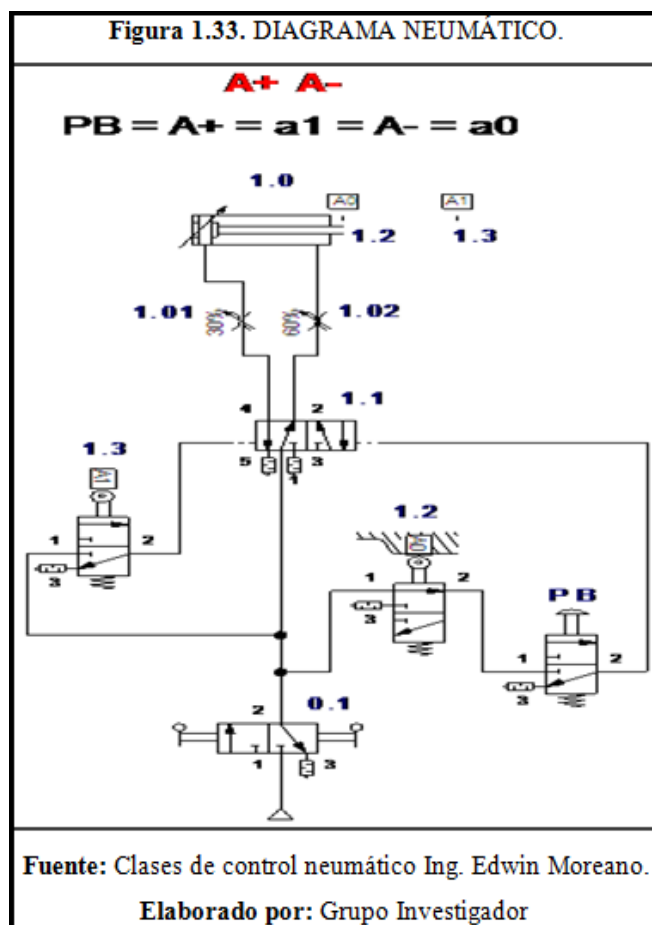 Figura 1.33. DIAGRAMA NEUMÁTICO.
A+ A-
PB = A+ = a1 = A- = a0
1.0
A0
A1
1.2
1.3
1.01
30%
60%
1.02
4
2
1.1
5
3
1
1.3
A1
1
2
3
1.2
A0
1
2
3
PB
1
2
3
2
0.1
1
3
Fuente: Clases de control neumático Ing. Edwin Moreano.
Elaborado por: Grupo Investigador